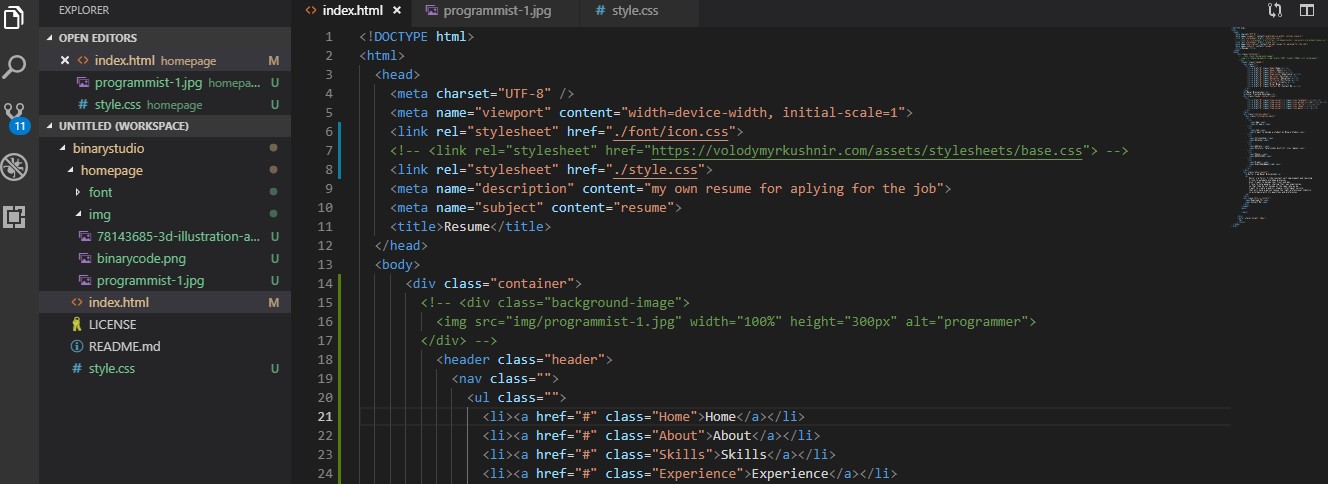 EXPLORER
OPEN EDITORS
index.html homepage M
programmist-1.jpg homepa... U
style.css homepage U
11
UNTITLED (WORKSPACE)
binarystudio
homepage
font
img
78143685-3d-illustration-a... U
binarycode.png U
programmist-1.jpg U
index.html M
LICENSE
README.md
style.css U
index.html programmist-1.jpg style.css
1 <!DOCTYPE html>
2 <html>
3 <head>
4 <meta charset="UTF-8" />
5 <meta name="viewport" content="width=device-width, initial-scale=1">
6 <link rel="stylesheet" href="./font/icon.css">
7 <!-- <link rel="stylesheet" href="https://volodymyrkushnir.com/assets/stylesheets/base.css"> -->
8 <link rel="stylesheet" href="./style.css">
9 <meta name="description" content="my own resume for aplying for the job">
10 <meta name="subject" content="resume">
11 <title>Resume</title>
12 </head>
13 <body>
14 <div class="container">
15 <!-- <div class="background-image">
16 <img src="img/programmist-1.jpg" width="100%" height="300px" alt="programmer">
17 </div> -->
18 <header class="header">
19 <nav class="">
20 <ul class="">
21 <li><a href="#" class="Home">Home</a></li>
22 <li><a href="#" class="About">About</a></li>
23 <li><a href="#" class="Skills">Skills</a></li>
24 <li><a href="#" class="Experience">Experience</a></li>